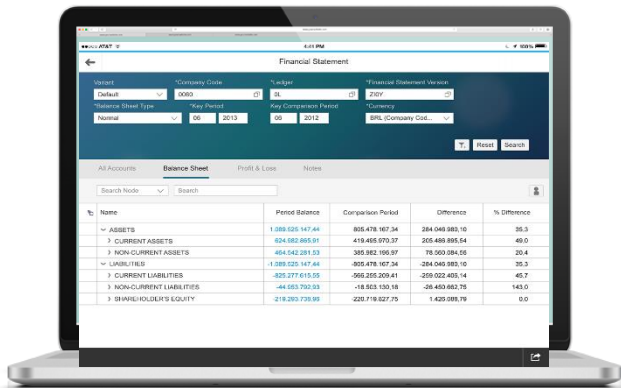 AT&T 4:41 PM 100%
Financial Statement
Variant *Company Code *Ledger *Financial Statement Version
Default 0080 0L ZIGY
*Balance Sheet Type *Key Period Key Comparison Period *Currency
Normal 06 2013 06 2012 BRL (Company Cod...
Reset Search
All Accounts Balance Sheet Profit & Loss Notes
Search Node Search
Name Period Balance Comparison Period Difference % Difference
ASSETS 1.089.525.147,44 805.478.167,34 284.046.980,10 35.3
CURRENT ASSETS 624.982.865,91 419.495.970,37 205.486.895,54 49.0
NON-CURRENT ASSETS 464.542.281,53 385.982.196,97 78.560.084,56 20.4
LIABILITIES -1.089.525.147,44 -805.478.167,34 -284.046.980,10 35.3
CURRENT LIABILITIES -825.277.615,55 -566.255.209,41 -259.022.405,14 45.7
NON-CURRENT LIABILITIES -44.953.792,93 -18.503.130,18 -26.450.662,75 143.0
SHAREHOLDER'S EQUITY -219.293.738,96 -220.719.827,75 1.426.088,79 0.0